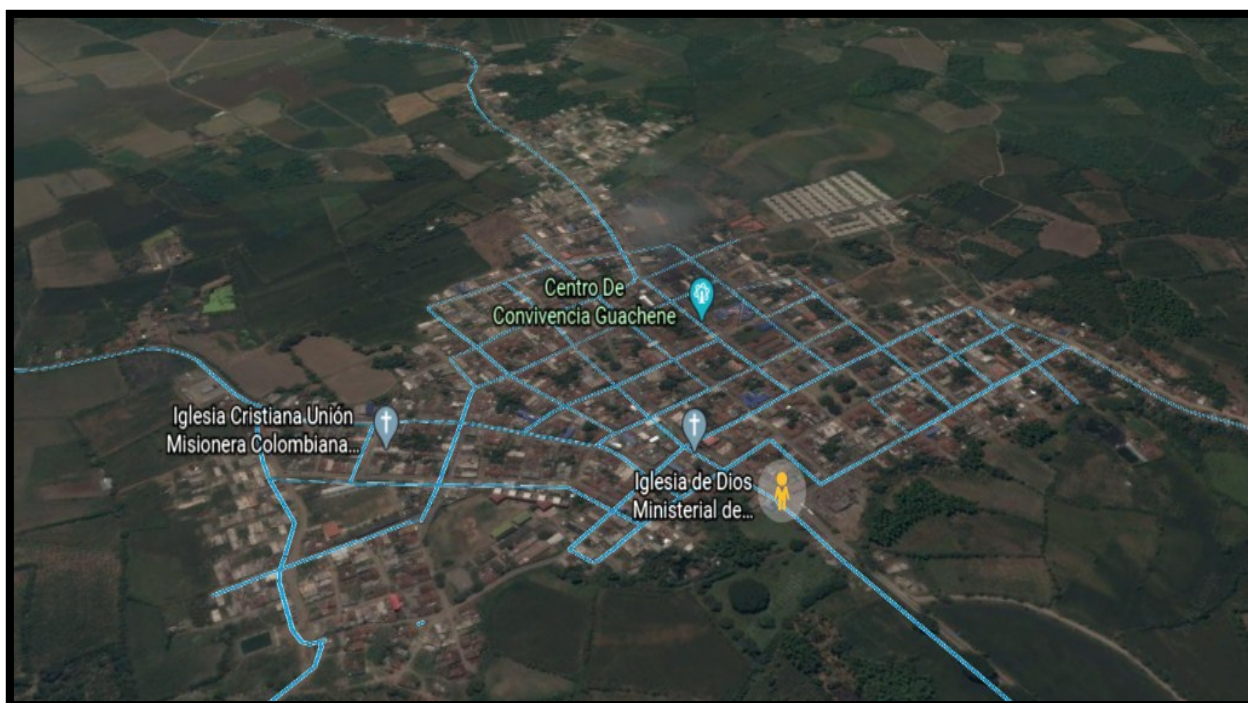 Centro De
Convivencia Guachene
Iglesia Cristiana Unión
Misionera Colombiana...
Iglesia de Dios
Ministerial de...